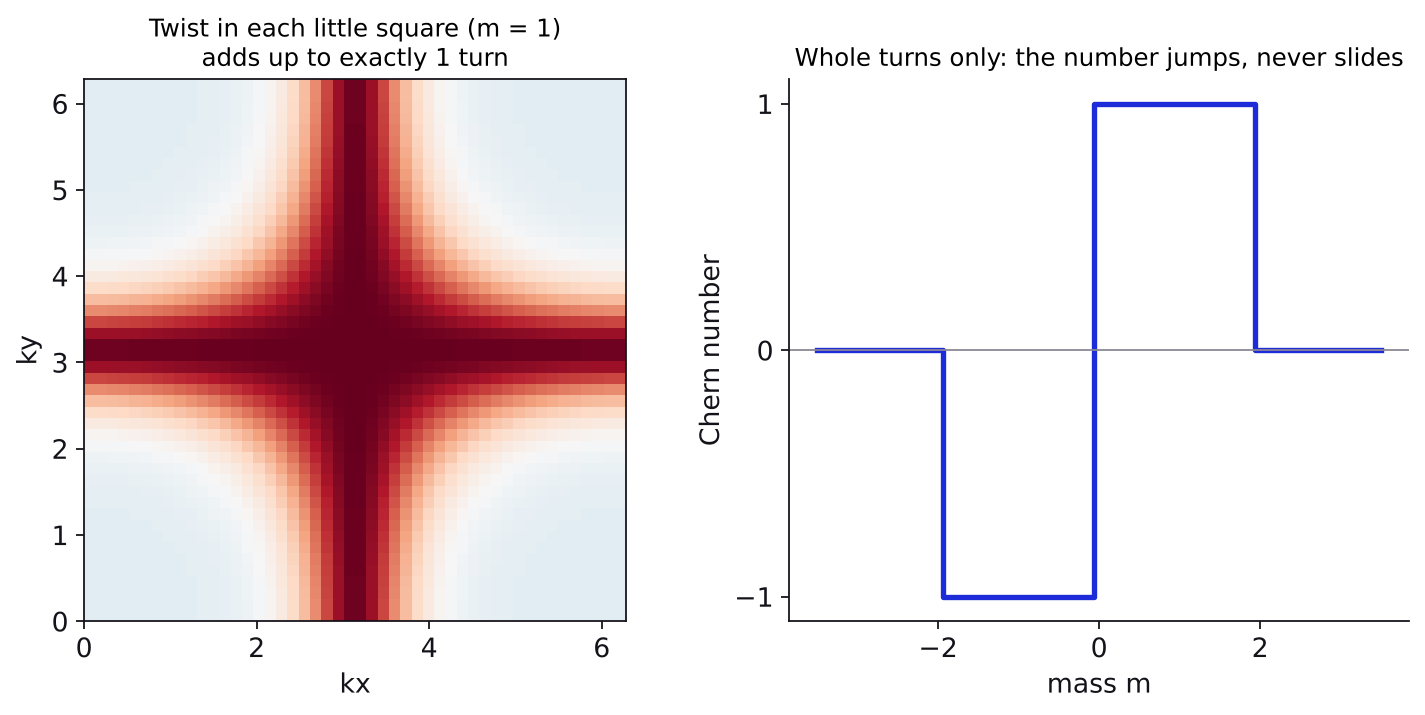 Twist in each little square (m = 1)
adds up to exactly 1 turn
6
5
4
3
2
1
0
ky
0
2
4
6
kx
Whole turns only: the number jumps, never slides
1
0
−1
Chern number
−2
0
2
mass m